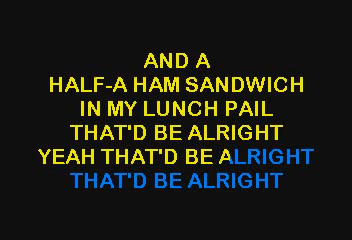 AND A
HALF-A HAM SANDWICH
IN MY LUNCH PAIL
THAT'D BE ALRIGHT
YEAH THAT'D BE ALRIGHT
THAT'D BE ALRIGHT